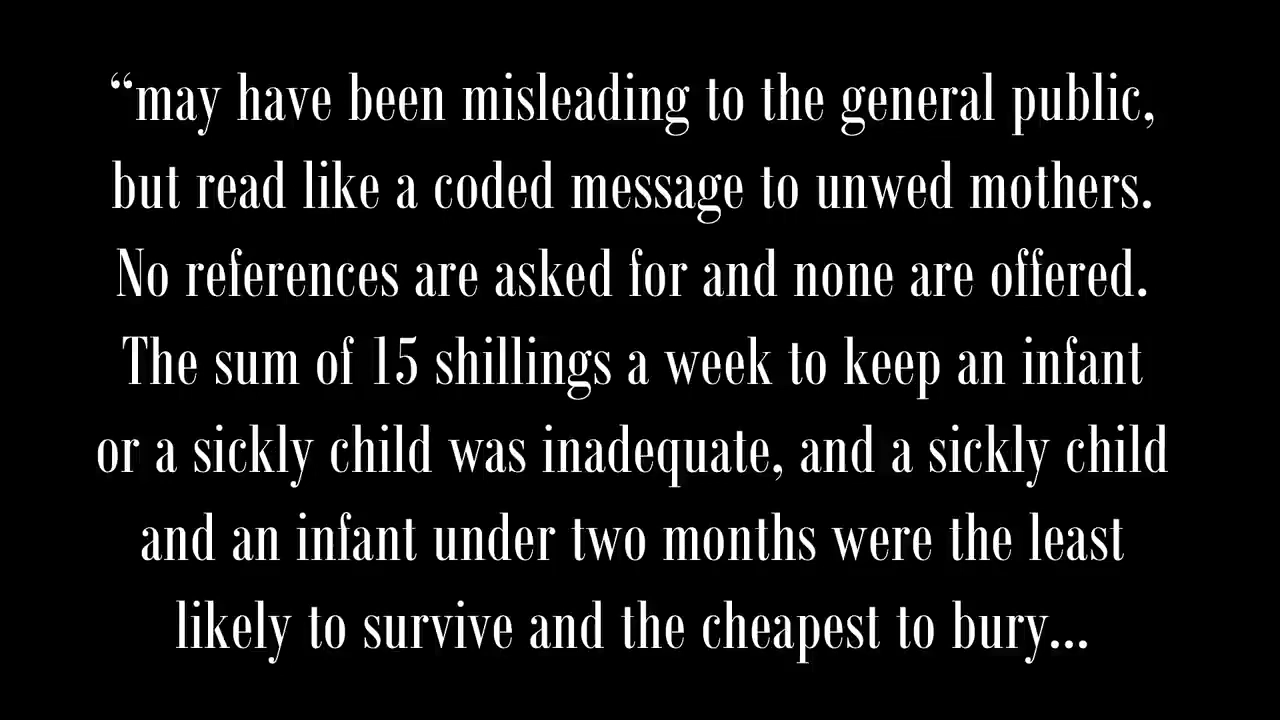 “may have been misleading to the general public,
but read like a coded message to unwed mothers.
No references are asked for and none are offered.
The sum of 15 shillings a week to keep an infant
or a sickly child was inadequate, and a sickly child
and an infant under two months were the least
likely to survive and the cheapest to bury...